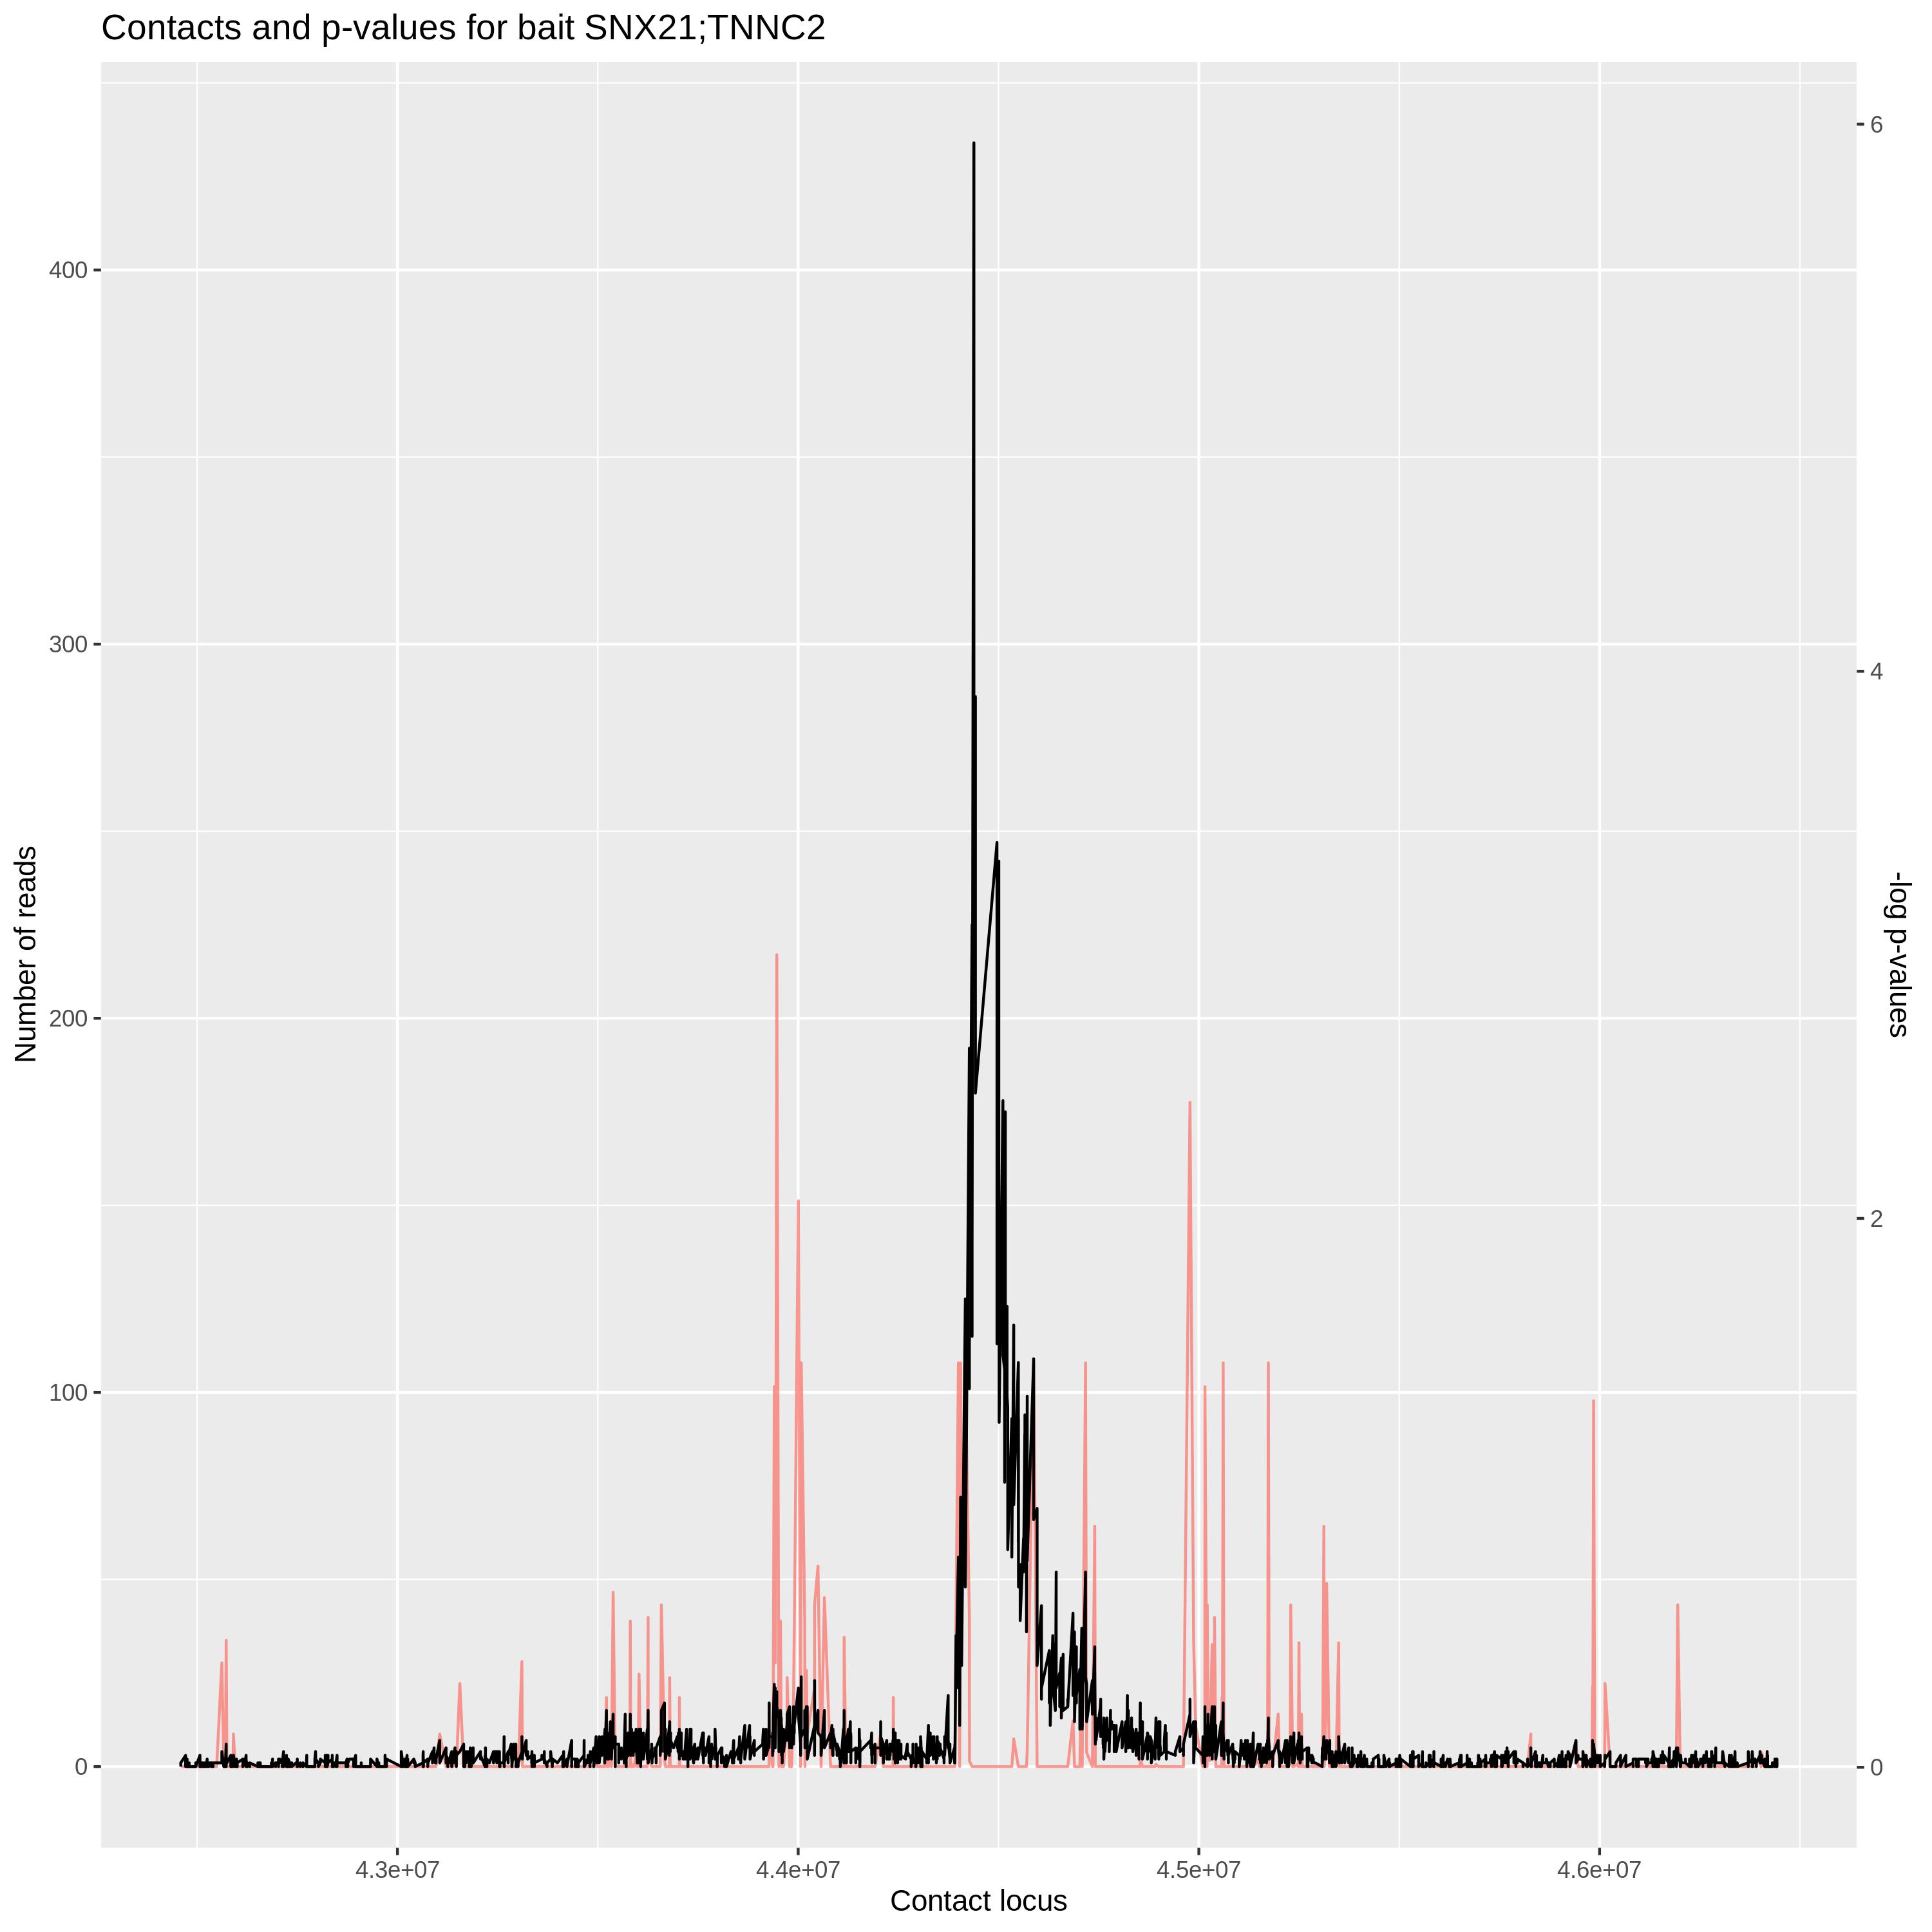 Contacts and p-values for bait SNX21;TNNC2
6
400
300
4
Number of reads
-log p-values
200
2
100
0
0
4.3e+07
4.4e+07
4.5e+07
4.6e+07
Contact locus